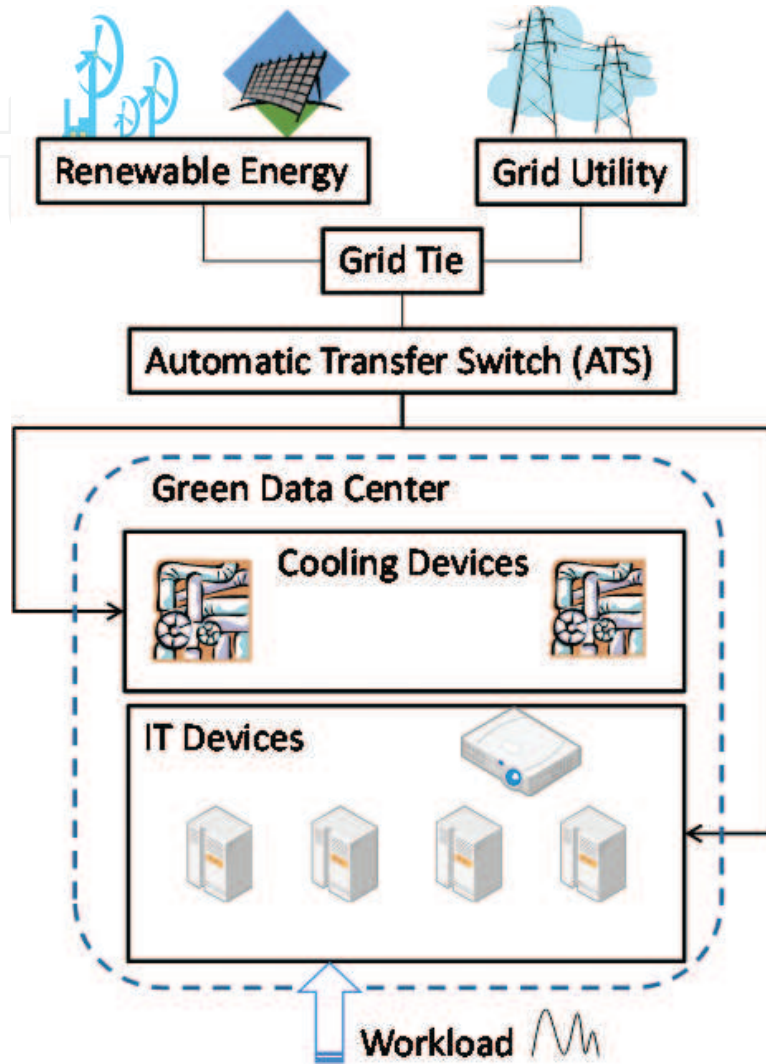 Renewable Energy
Grid Utility
Grid Tie
Automatic Transfer Switch (ATS)
Green Data Center
Cooling Devices
IT Devices
Workload